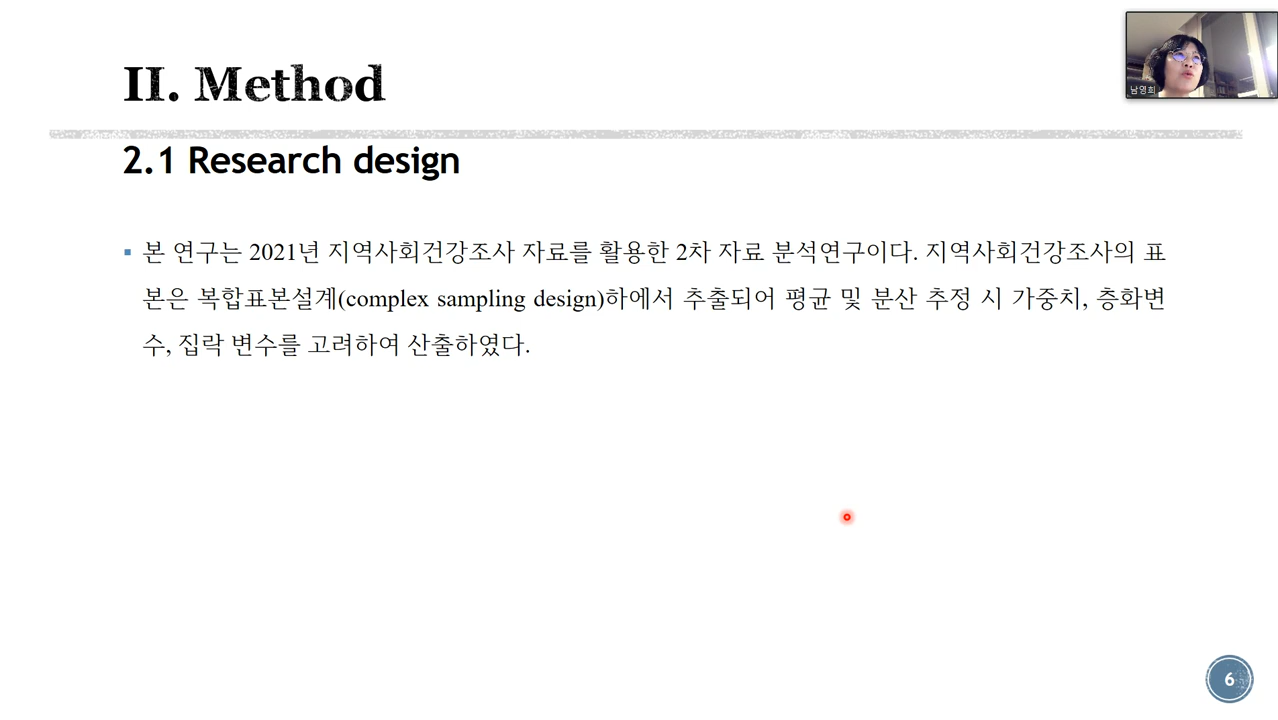 II. Method
남영희
2.1 Research design
본 연구는 2021년 지역사회건강조사 자료를 활용한 2차 자료 분석연구이다. 지역사회건강조사의 표
본은 복합표본설계(complex sampling design)하에서 추출되어 평균 및 분산 추정 시 가중치, 층화변
수, 집락 변수를 고려하여 산출하였다.
6